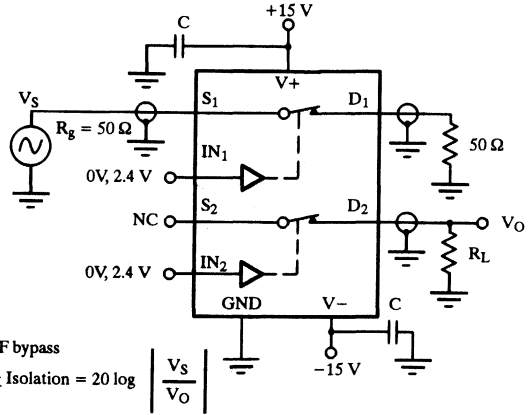 +15 V
C
V+
V_S
R_g = 50 Ω
S_1
D_1
50 Ω
IN_1
0V, 2.4 V
S_2
D_2
NC
V_O
R_L
IN_2
0V, 2.4 V
GND
V−
C
−15 V
F bypass
Isolation = 20 log | V_S / V_O |